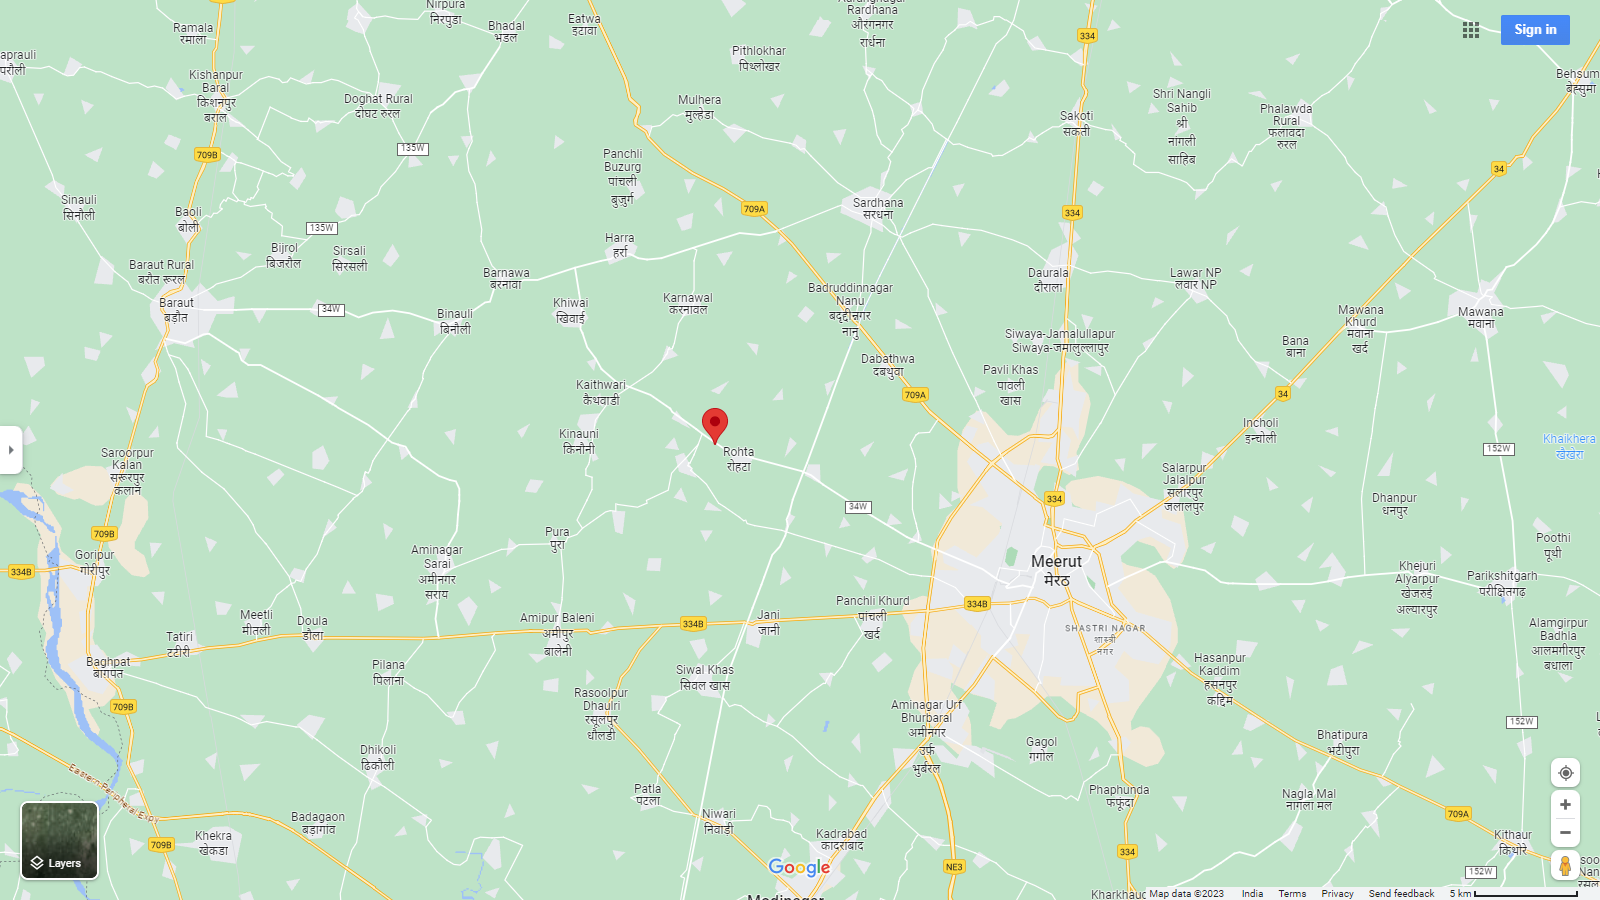 Nirpura
निरपुडा
Ramala
रमाला
Bhadal
भडल
Eatwa
इटावा
Rardhana
औरंगनगर
रार्धना
334
Sign in
Pithlokhar
पिथ्लोखर
Kishanpur
Baral
किशनपुर
बराल
Doghat Rural
दोघट रुरल
Mulhera
मुल्हेडा
Sakoti
सकती
Shri Nangli
Sahib
श्री
नांगली
साहिब
Phalawda
Rural
फलावदा
रुरल
Behsum
बहसुमा
135W
709B
Panchli
Buzurg
पांचली
बुजुर्ग
34
Sinauli
सिनौली
Baoli
बोली
709A
Sardhana
सरधना
334
135W
Bijrol
बिजरौल
Sirsali
सिरसली
Harra
हर्रा
Baraut Rural
बरौत रूरल
Barnawa
बरनावा
Daurala
दौराला
Lawar NP
लवार NP
Baraut
बड़ौत
34W
Binauli
बिनौली
Khiwai
खिवाई
Karnawal
करनावल
Badruddinnagar
Nanu
बद्रुद्दीन्नगर
नानु
Mawana
Khurd
मवाना
खर्द
Mawana
मवाना
Siwaya-Jamalullapur
Siwaya-जमालुल्लापुर
Bana
बाना
Dabathwa
दबथुवा
Pavli Khas
पावली
खास
Kaithwari
कैथवाडी
709A
34
Kinauni
किनौनी
Incholi
इन्चोली
Khaikhera
खैखेरा
Rohta
रोहटा
152W
Saroorpur
Kalan
सरूरपुर
कलान
Salarpur
Jalalpur
सलारपुर
जलालपुर
334
34W
Dhanpur
धनपुर
709B
Pura
पुरा
Poothi
पूथी
Goripur
गोरीपुर
Aminagar
Sarai
अमीनगर
सराय
334B
Meerut
मेरठ
Khejuri
Alyarpur
खेजरुई
अल्यारपुर
Parikshitgarh
परीक्षितगढ़
Meetli
मीतली
Doula
डौला
Amipur Baleni
अमीपुर
बालेनी
334B
Jani
जानी
Panchli Khurd
पांचली
खर्द
334B
SHASTRI NAGAR
शास्त्री
नगर
Alamgirpur
Badhla
आलमगीरपुर
बधाला
Tatiri
टटीरी
Baghpat
बागपत
Pilana
पिलाना
Siwal Khas
सिवल खास
Hasanpur
Kaddim
हसनपुर
कद्दिम
709B
Rasoolpur
Dhaulri
रसूलपुर
धौलडी
Aminagar Urf
Bhurbaral
अमीनगर
उर्फ
भुर्बरल
152W
Dhikoli
ढिकौली
Gagol
गगोल
Bhatipura
भटीपुरा
Eastern Peripheral Expy
Patla
पटला
Phaphunda
फफूंदा
Nagla Mal
नागला मल
709A
Badagaon
बड़ागांव
Niwari
निवाड़ी
Khekra
खेकडा
709B
Kadrabad
कादराबाद
Kithaur
किथोरे
334
Layers
Google
NE3
152W
Map data ©2023 India Terms Privacy Send feedback 5 km